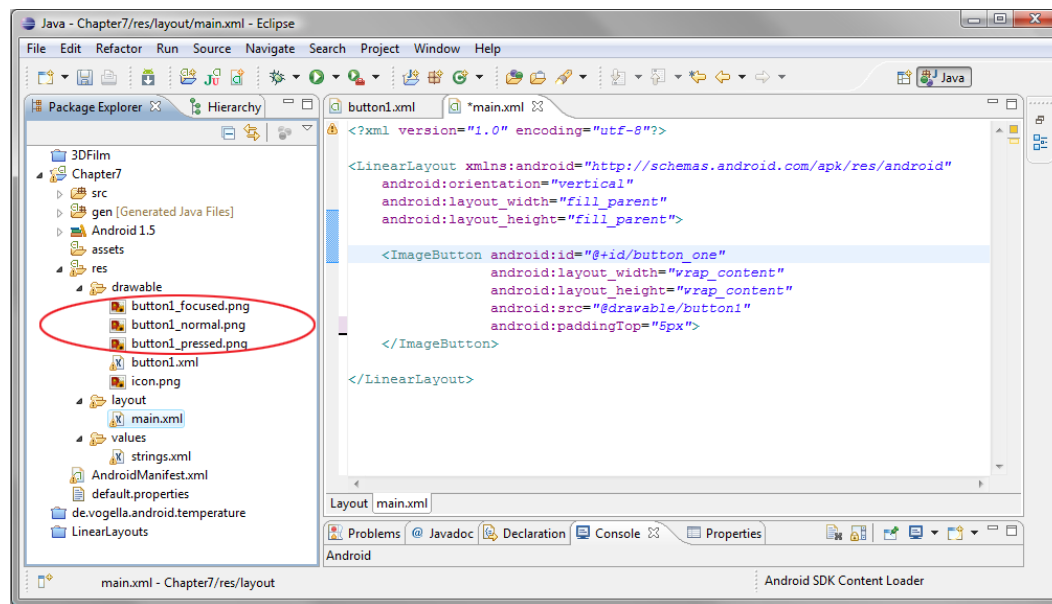 Java - Chapter7/res/layout/main.xml - Eclipse
File Edit Refactor Run Source Navigate Search Project Window Help
Java
Package Explorer Hierarchy
3DFilm
Chapter7
src
gen [Generated Java Files]
Android 1.5
assets
res
drawable
button1_focused.png
button1_normal.png
button1_pressed.png
button1.xml
icon.png
layout
main.xml
values
strings.xml
AndroidManifest.xml
default.properties
de.vogella.android.temperature
LinearLayouts
button1.xml *main.xml
<?xml version="1.0" encoding="utf-8"?>
<LinearLayout xmlns:android="http://schemas.android.com/apk/res/android"
android:orientation="vertical"
android:layout_width="fill_parent"
android:layout_height="fill_parent">
<ImageButton android:id="@+id/button_one"
android:layout_width="wrap_content"
android:layout_height="wrap_content"
android:src="@drawable/button1"
android:paddingTop="5px">
</ImageButton>
</LinearLayout>
Layout main.xml
Problems @ Javadoc Declaration Console Properties
Android
main.xml - Chapter7/res/layout
Android SDK Content Loader